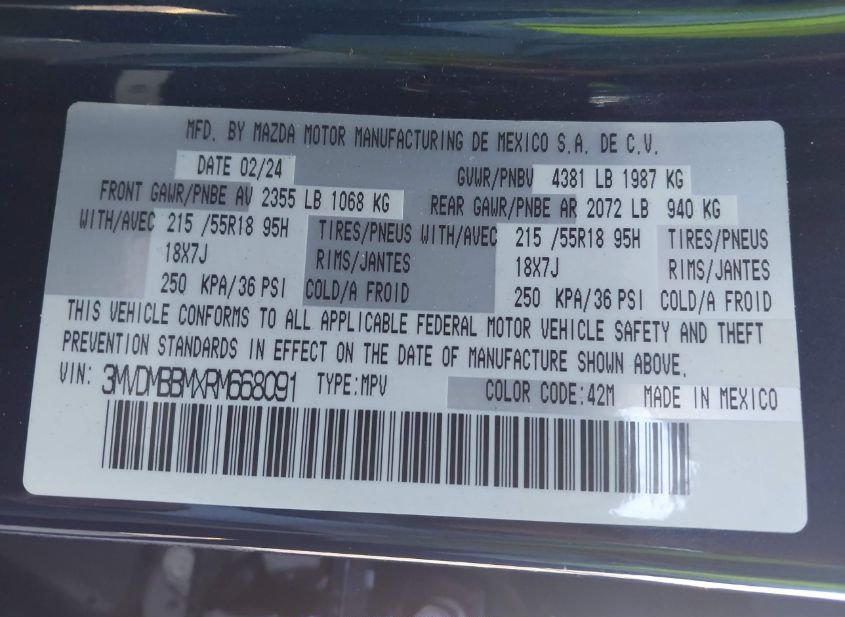 MFD. BY MAZDA MOTOR MANUFACTURING DE MEXICO S.A. DE C.V.
DATE 02/24 GVWR/PNBV 4381 LB 1987 KG
FRONT GAWR/PNBE AV 2355 LB 1068 KG REAR GAWR/PNBE AR 2072 LB 940 KG
WITH/AVEC 215 /55R18 95H TIRES/PNEUS WITH/AVEC 215 /55R18 95H TIRES/PNEUS
18X7J RIMS/JANTES 18X7J RIMS/JANTES
250 KPA/36 PSI COLD/A FROID 250 KPA/36 PSI COLD/A FROID
THIS VEHICLE CONFORMS TO ALL APPLICABLE FEDERAL MOTOR VEHICLE SAFETY AND THEFT
PREVENTION STANDARDS IN EFFECT ON THE DATE OF MANUFACTURE SHOWN ABOVE.
VIN: 3MVDMBBMXRM668091 TYPE:MPV COLOR CODE:42M MADE IN MEXICO